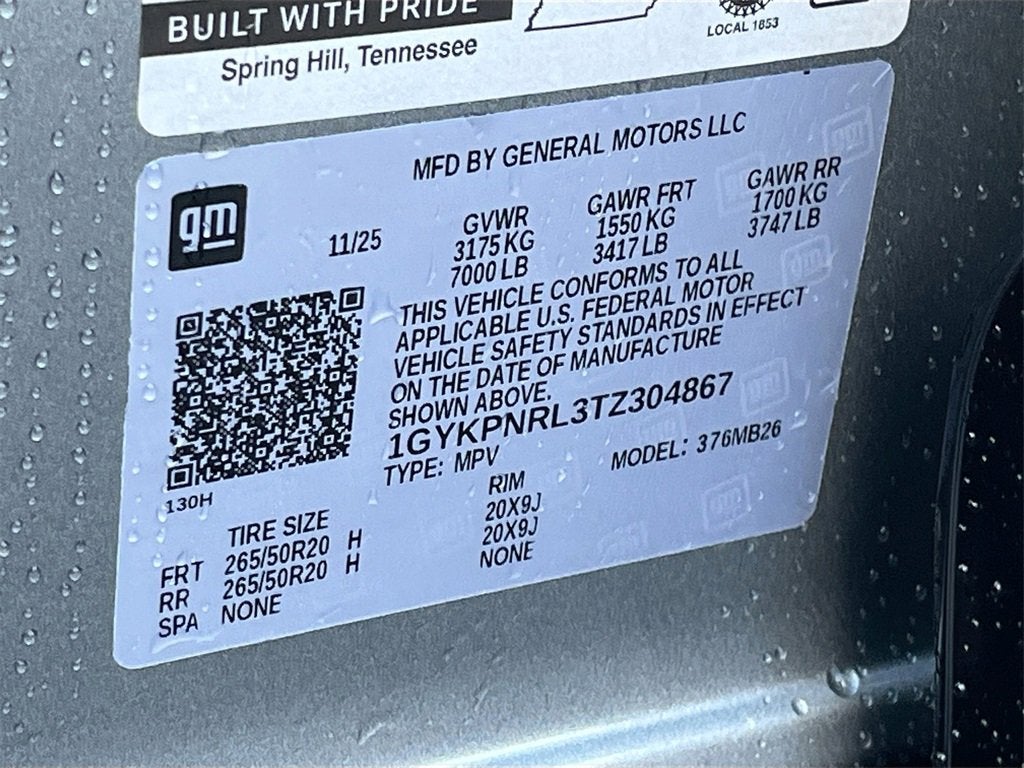 BUILT WITH PRIDE
Spring Hill, Tennessee
LOCAL 1853
MFD BY GENERAL MOTORS LLC
gm
11/25
GVWR GAWR FRT GAWR RR
3175 KG 1550 KG 1700 KG
7000 LB 3417 LB 3747 LB
THIS VEHICLE CONFORMS TO ALL
APPLICABLE U.S. FEDERAL MOTOR
VEHICLE SAFETY STANDARDS IN EFFECT
ON THE DATE OF MANUFACTURE
SHOWN ABOVE.
1GYKPNRL3TZ304867
TYPE: MPV MODEL: 376MB26
130H
TIRE SIZE RIM
FRT 265/50R20 H 20X9J
RR 265/50R20 H 20X9J
SPA NONE NONE